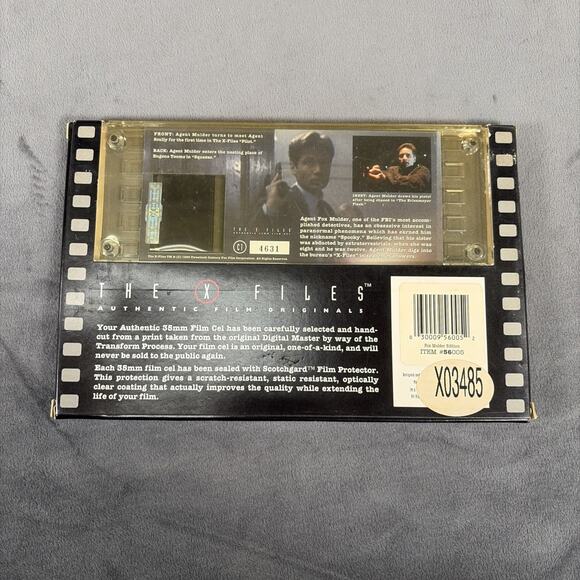 FRONT: Agent Mulder turns to meet Agent
Scully for the first time in The X-Files "Pilot."
BACK: Agent Mulder enters the nesting place of
Eugene Tooms in "Squeeze."
INSET: Agent Mulder draws his pistol
after being chased in "The Erlenmeyer
Flask"
Agent Fox Mulder, one of the FBI's most accom-
plished detectives, has an obsessive interest in
paranormal phenomena which has earned him
the nickname "Spooky." Believing that his sister
was abducted by extraterrestrials when she was
eight and he was twelve, Agent Mulder digs into
the bureau's "X-Files" in search of answers.
THE X FILES
C1 4631
THE X FILES™
AUTHENTIC FILM ORIGINALS
Your Authentic 35mm Film Cel has been carefully selected and hand-
cut from a print taken from the original Digital Master by way of the
Transform Process. Your film cel is an original, one-of-a-kind, and will
never be sold to the public again.
Each 35mm film cel has been sealed with Scotchgard™ Film Protector.
This protection gives a scratch-resistant, static resistant, optically
clear coating that actually improves the quality while extending the
life of your film.
8 30009 56005 2
Fox Mulder Edition
ITEM #56005
X03485